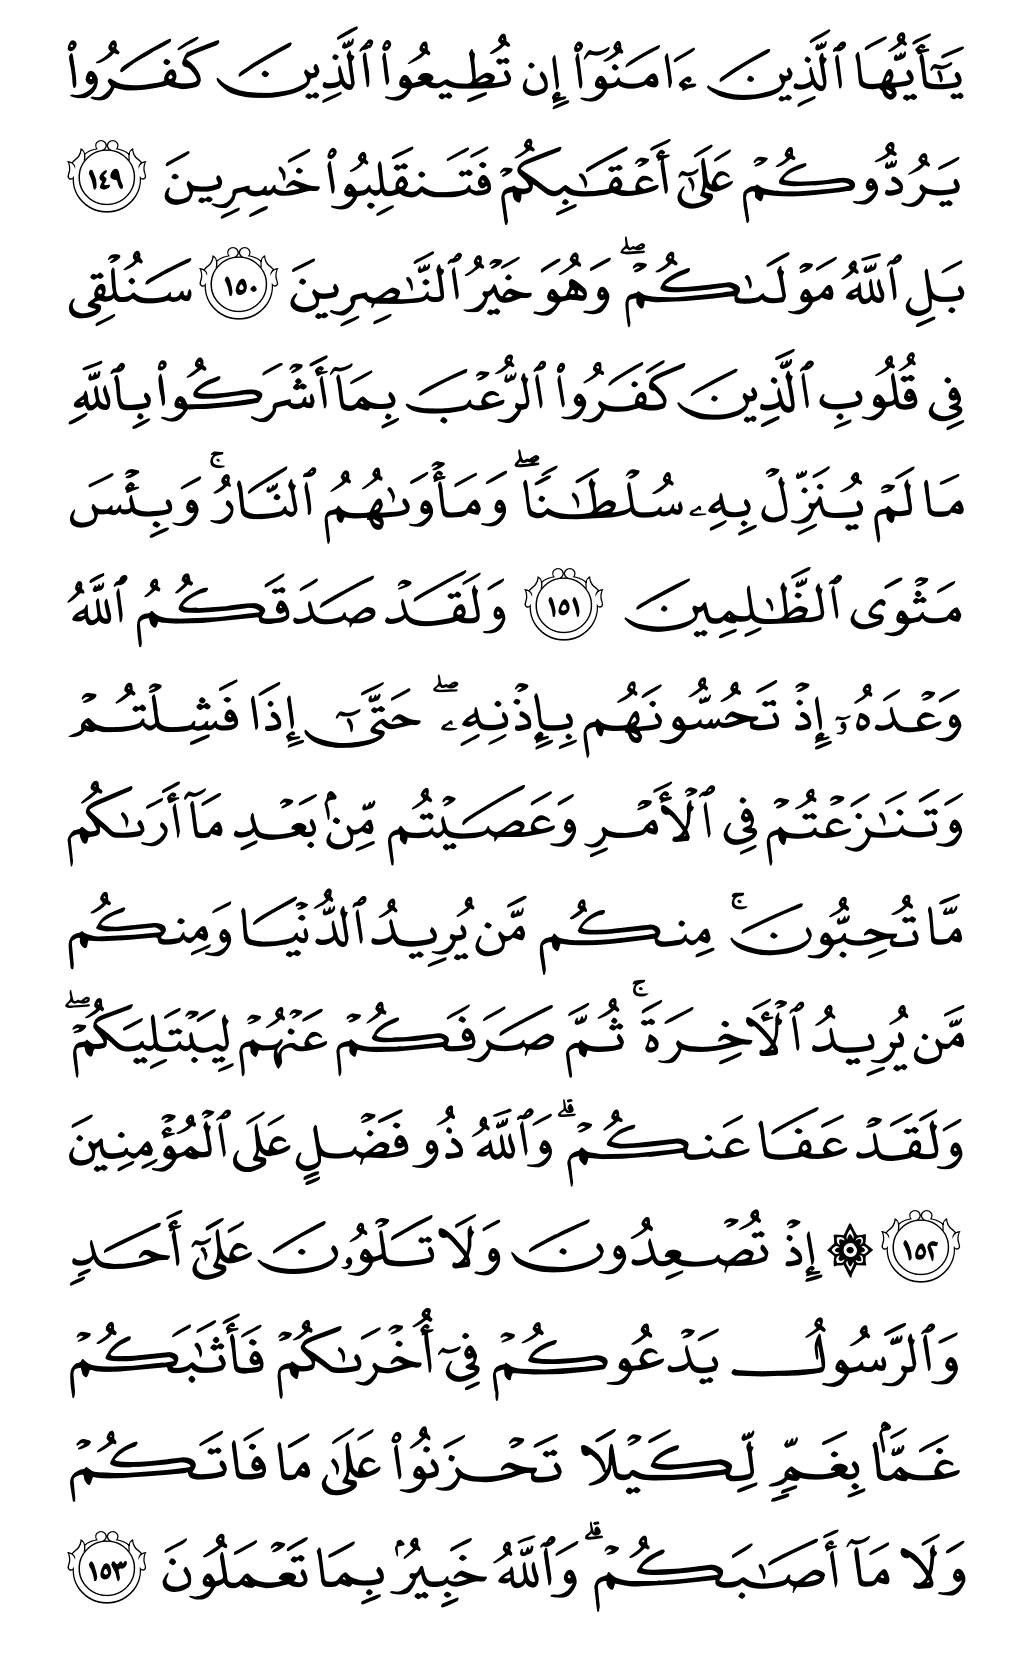 يَـٰٓأَيُّهَا ٱلَّذِينَ ءَامَنُوٓا۟ إِن تُطِيعُوا۟ ٱلَّذِينَ كَفَرُوا۟
يَرُدُّوكُمْ عَلَىٰٓ أَعْقَـٰبِكُمْ فَتَنقَلِبُوا۟ خَـٰسِرِينَ ١٤٩
بَلِ ٱللَّهُ مَوْلَىٰكُمْ ۖ وَهُوَ خَيْرُ ٱلنَّـٰصِرِينَ ١٥٠ سَنُلْقِى
فِى قُلُوبِ ٱلَّذِينَ كَفَرُوا۟ ٱلرُّعْبَ بِمَآ أَشْرَكُوا۟ بِٱللَّهِ
مَا لَمْ يُنَزِّلْ بِهِۦ سُلْطَـٰنًا ۖ وَمَأْوَىٰهُمُ ٱلنَّارُ ۚ وَبِئْسَ
مَثْوَى ٱلظَّـٰلِمِينَ ١٥١ وَلَقَدْ صَدَقَكُمُ ٱللَّهُ
وَعْدَهُۥٓ إِذْ تَحُسُّونَهُم بِإِذْنِهِۦ ۖ حَتَّىٰٓ إِذَا فَشِلْتُمْ
وَتَنَـٰزَعْتُمْ فِى ٱلْأَمْرِ وَعَصَيْتُم مِّنۢ بَعْدِ مَآ أَرَىٰكُم
مَّا تُحِبُّونَ ۚ مِنكُم مَّن يُرِيدُ ٱلدُّنْيَا وَمِنكُم
مَّن يُرِيدُ ٱلْـَٔاخِرَةَ ۚ ثُمَّ صَرَفَكُمْ عَنْهُمْ لِيَبْتَلِيَكُمْ ۖ
وَلَقَدْ عَفَا عَنكُمْ ۗ وَٱللَّهُ ذُو فَضْلٍ عَلَى ٱلْمُؤْمِنِينَ
١٥٢ ۞ إِذْ تُصْعِدُونَ وَلَا تَلْوُۥنَ عَلَىٰٓ أَحَدٍ
وَٱلرَّسُولُ يَدْعُوكُمْ فِىٓ أُخْرَىٰكُمْ فَأَثَـٰبَكُمْ
غَمًّۢا بِغَمٍّ لِّكَيْلَا تَحْزَنُوا۟ عَلَىٰ مَا فَاتَكُمْ
وَلَا مَآ أَصَـٰبَكُمْ ۗ وَٱللَّهُ خَبِيرٌۢ بِمَا تَعْمَلُونَ ١٥٣